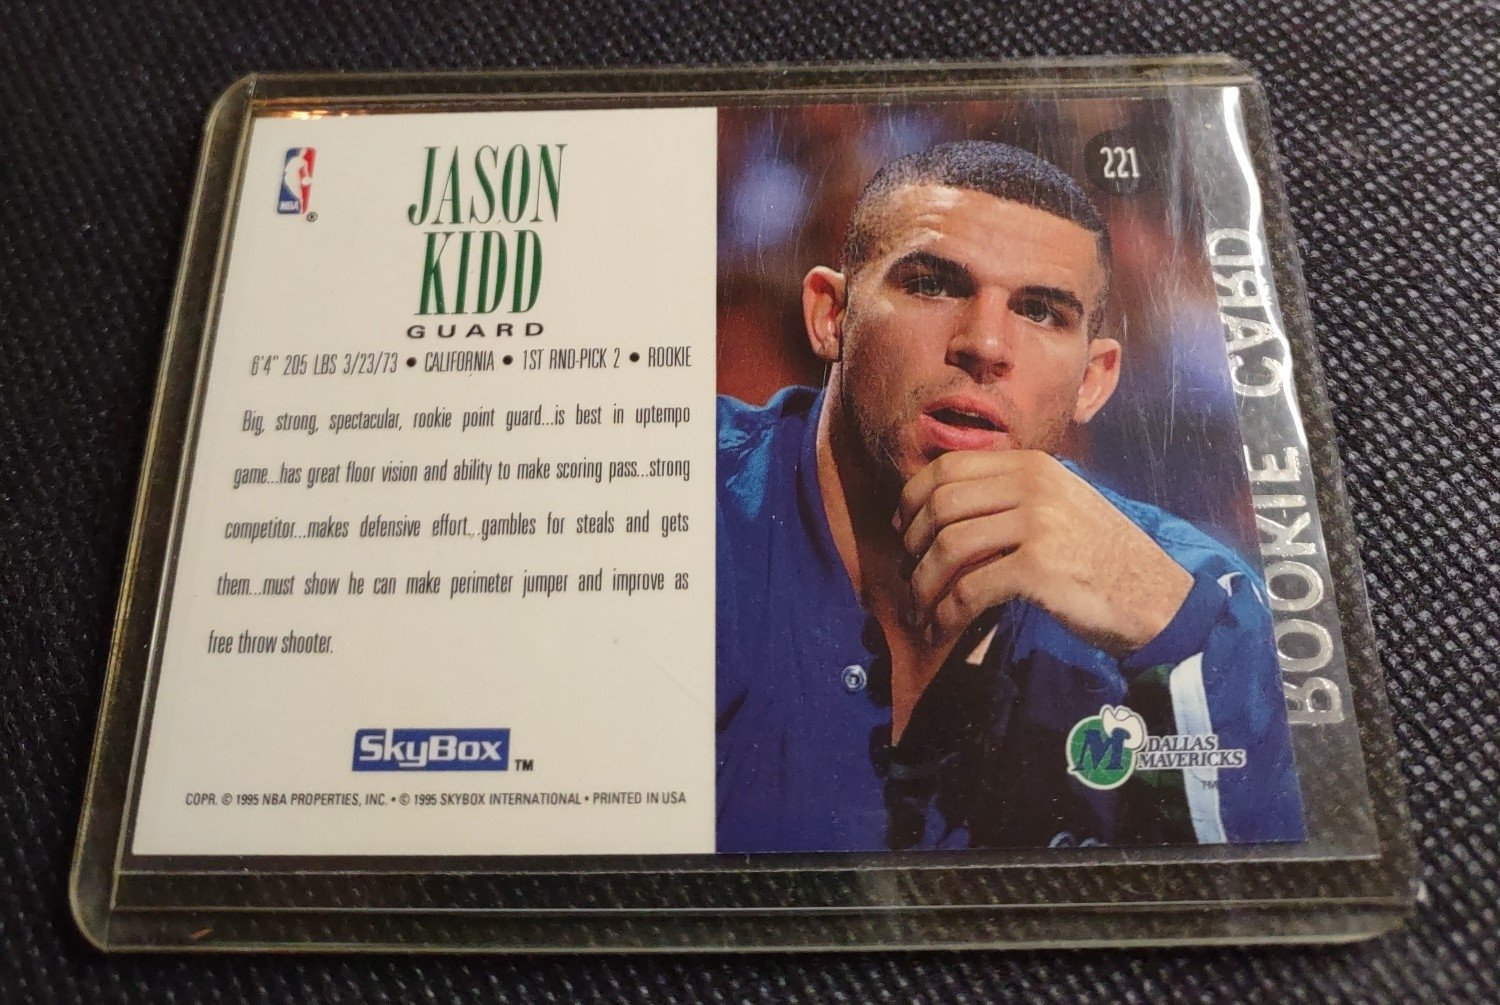 NBA
®
JASON
KIDD
GUARD
6'4" 205 LBS 3/23/73 • CALIFORNIA • 1ST RND-PICK 2 • ROOKIE
Big, strong, spectacular, rookie point guard...is best in uptempo
game...has great floor vision and ability to make scoring pass...strong
competitor...makes defensive effort...gambles for steals and gets
them...must show he can make perimeter jumper and improve as
free throw shooter.
SkyBox™
COPR. © 1995 NBA PROPERTIES, INC. • © 1995 SKYBOX INTERNATIONAL • PRINTED IN USA
221
M
DALLAS
MAVERICKS
TM
ROOKIE CARD